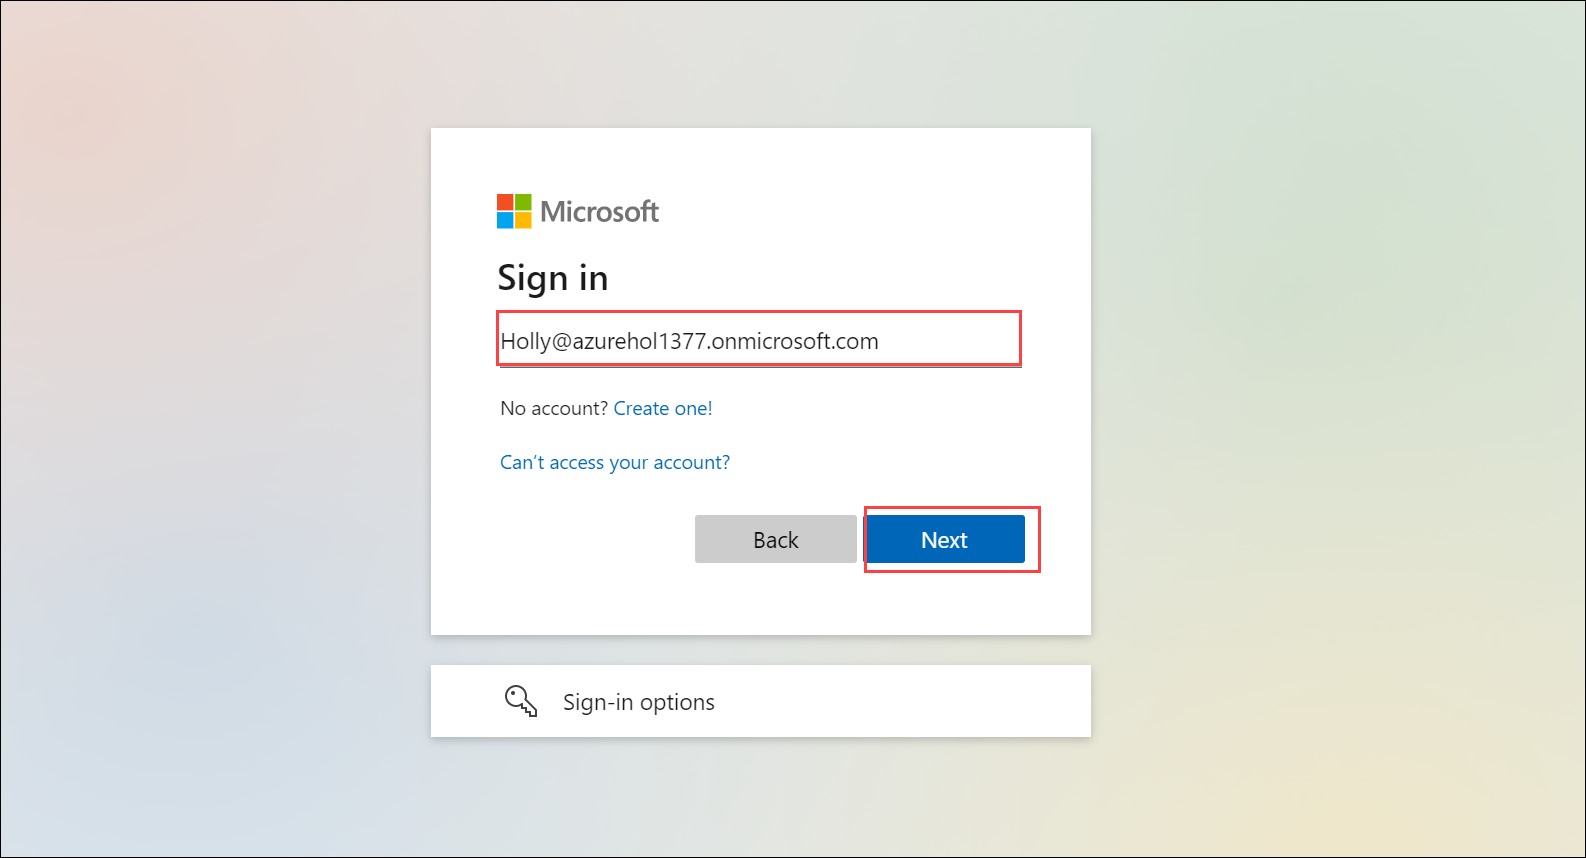 Microsoft
Sign in
Holly@azurehol1377.onmicrosoft.com
No account? Create one!
Can't access your account?
Back Next
Sign-in options